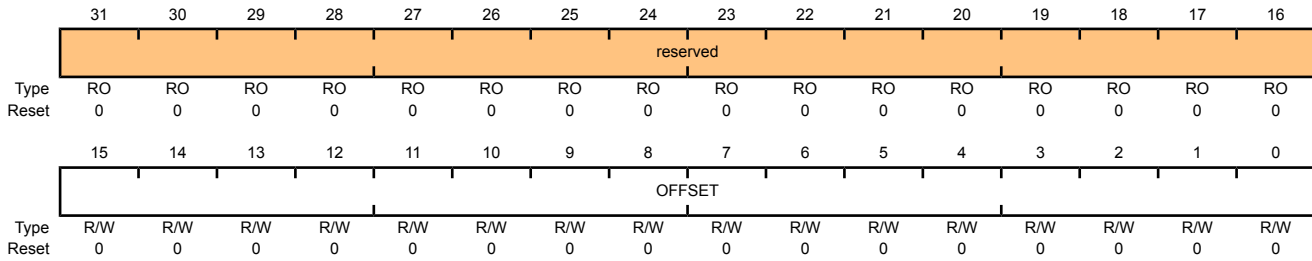 31 30 29 28 27 26 25 24 23 22 21 20 19 18 17 16
reserved
Type RO RO RO RO RO RO RO RO RO RO RO RO RO RO RO RO
Reset 0 0 0 0 0 0 0 0 0 0 0 0 0 0 0 0
15 14 13 12 11 10 9 8 7 6 5 4 3 2 1 0
OFFSET
Type R/W R/W R/W R/W R/W R/W R/W R/W R/W R/W R/W R/W R/W R/W R/W R/W
Reset 0 0 0 0 0 0 0 0 0 0 0 0 0 0 0 0